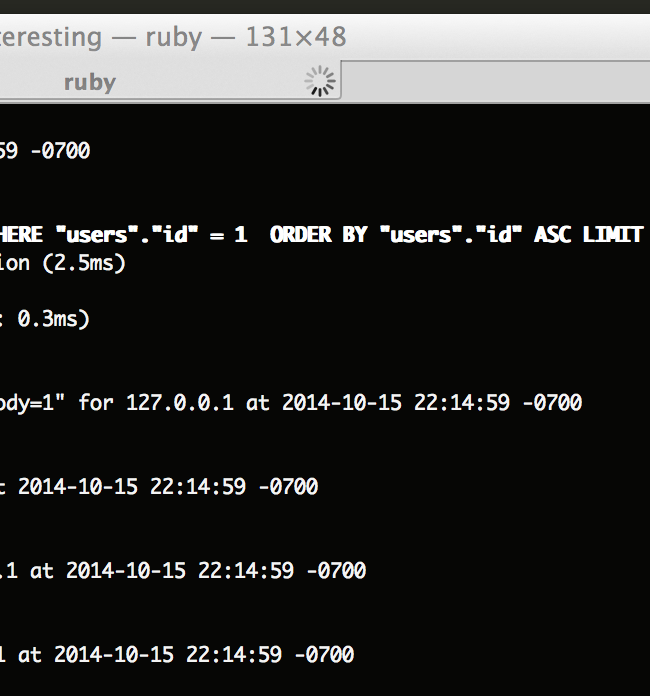 teresting — ruby — 131×48
ruby
59 -0700
HERE "users"."id" = 1  ORDER BY "users"."id" ASC LIMIT
ion (2.5ms)
: 0.3ms)
ody=1" for 127.0.0.1 at 2014-10-15 22:14:59 -0700
t 2014-10-15 22:14:59 -0700
.1 at 2014-10-15 22:14:59 -0700
1 at 2014-10-15 22:14:59 -0700